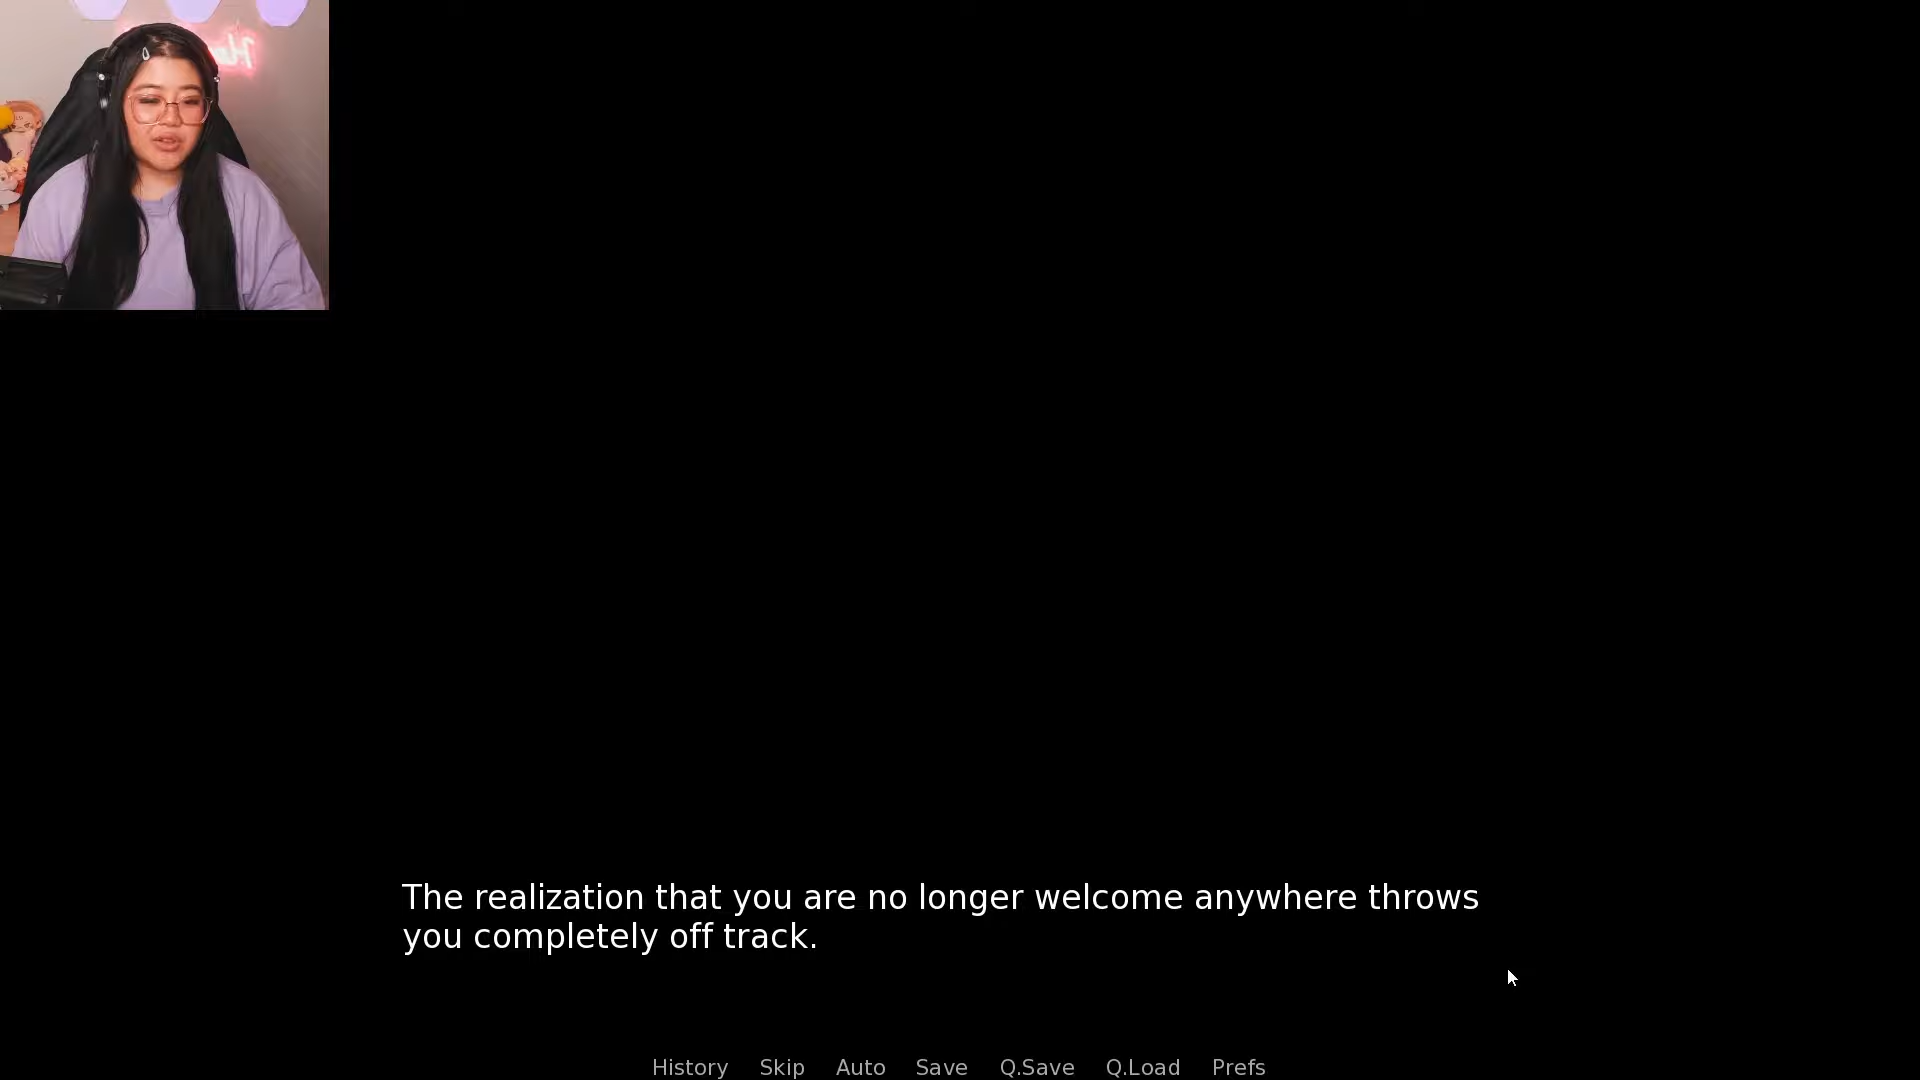 The realization that you are no longer welcome anywhere throws
you completely off track.
History Skip Auto Save Q.Save Q.Load Prefs